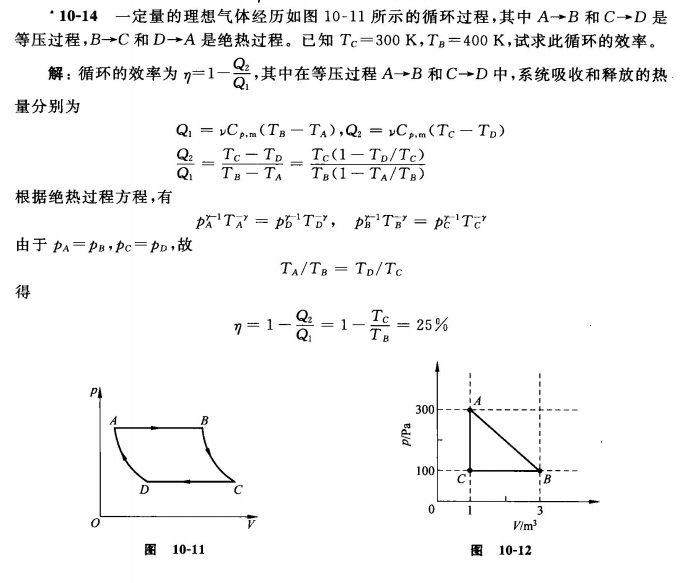 *10-14 一定量的理想气体经历如图 10-11 所示的循环过程,其中 A→B 和 C→D 是
等压过程,B→C 和 D→A 是绝热过程。已知 T_C=300 K,T_B=400 K,试求此循环的效率。
解:循环的效率为 η=1-Q₂/Q₁,其中在等压过程 A→B 和 C→D 中,系统吸收和释放的热
量分别为
Q₁ = νC_{p,m}(T_B - T_A),Q₂ = νC_{p,m}(T_C - T_D)
Q₂/Q₁ = (T_C - T_D)/(T_B - T_A) = T_C(1 - T_D/T_C)/T_B(1 - T_A/T_B)
根据绝热过程方程,有
p_A^{γ-1}T_A^{-γ} = p_D^{γ-1}T_D^{-γ}, p_B^{γ-1}T_B^{-γ} = p_C^{γ-1}T_C^{-γ}
由于 p_A=p_B,p_C=p_D,故
T_A/T_B = T_D/T_C
得
η = 1 - Q₂/Q₁ = 1 - T_C/T_B = 25%
p
A
B
D
C
O
V
图 10-11
p/Pa
300
100
A
C
B
0
1
3
V/m³
图 10-12